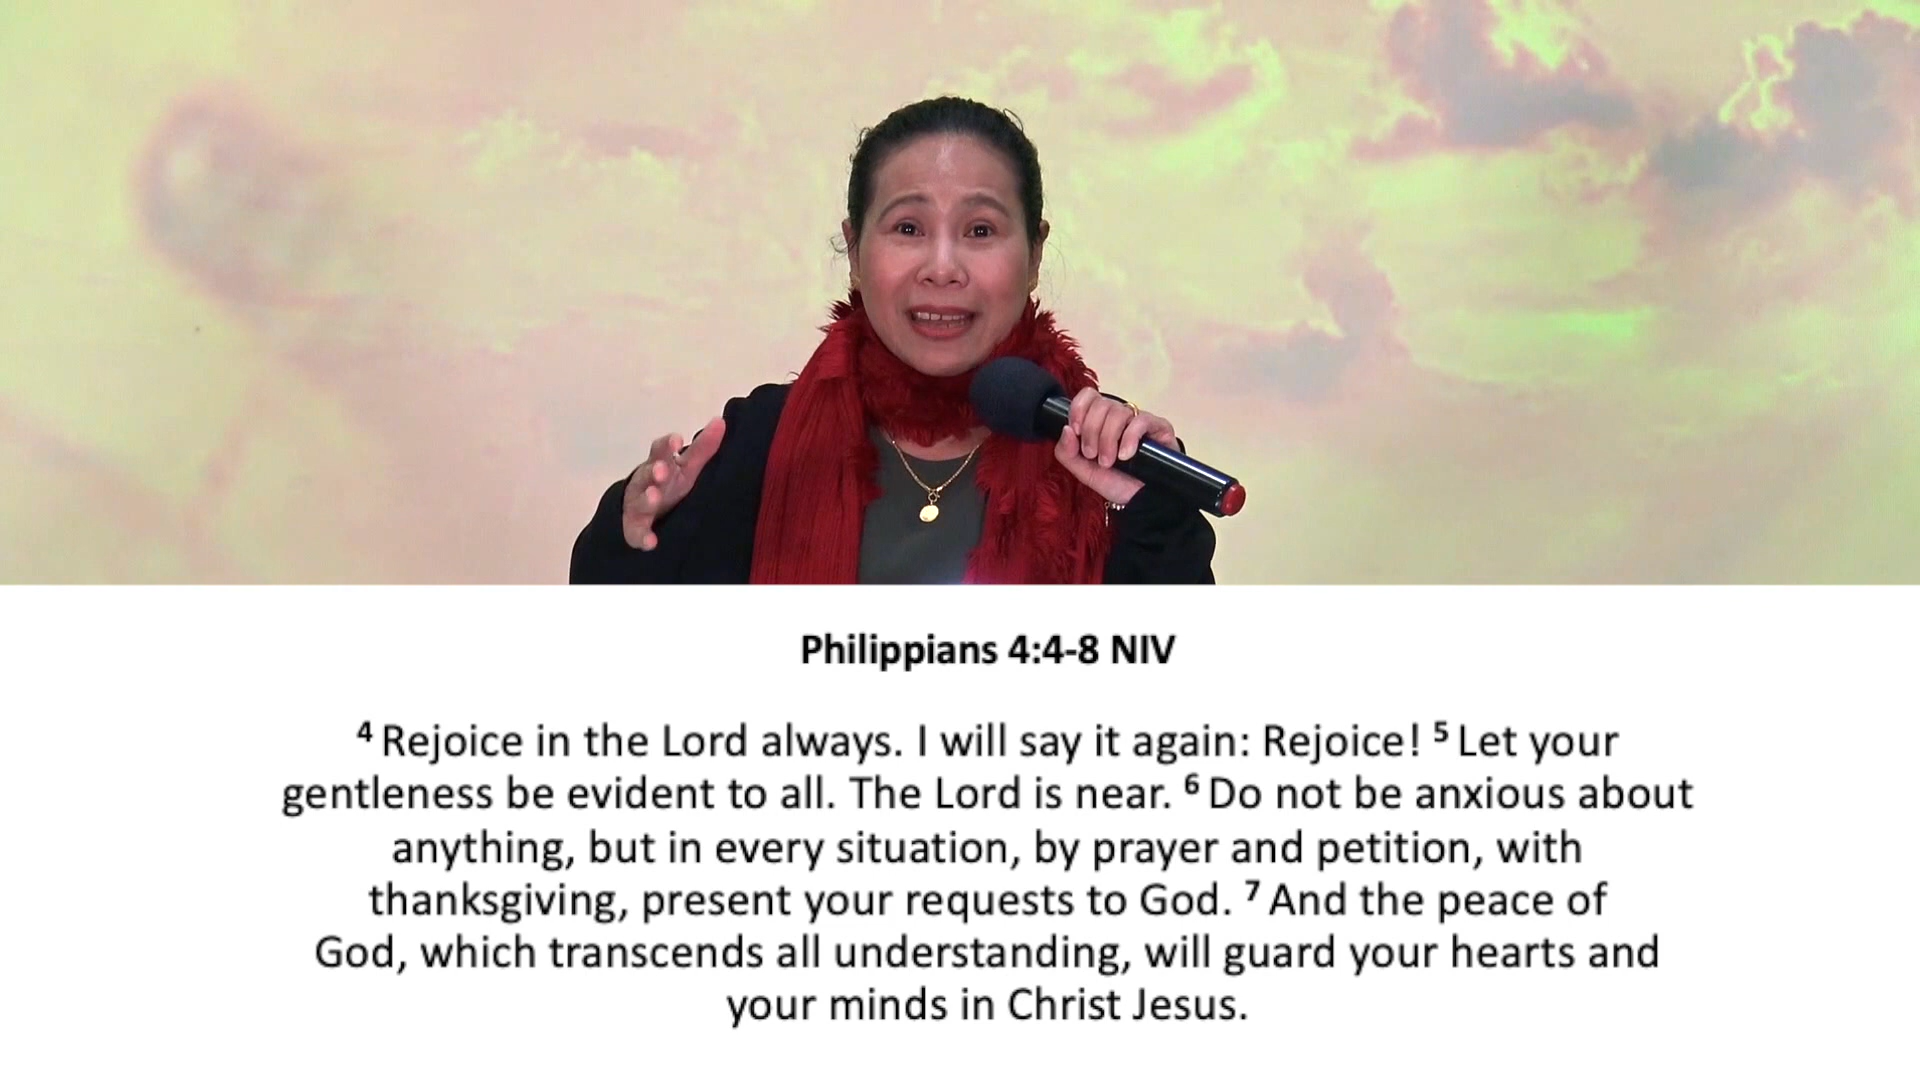 Philippians 4:4-8 NIV
4 Rejoice in the Lord always. I will say it again: Rejoice! 5 Let your
gentleness be evident to all. The Lord is near. 6 Do not be anxious about
anything, but in every situation, by prayer and petition, with
thanksgiving, present your requests to God. 7 And the peace of
God, which transcends all understanding, will guard your hearts and
your minds in Christ Jesus.